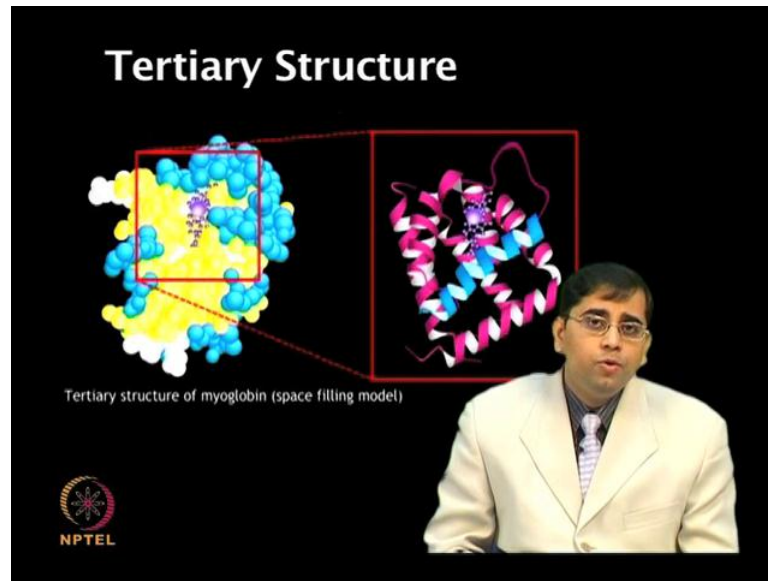 Tertiary Structure
Tertiary structure of myoglobin (space filling model)
NPTEL